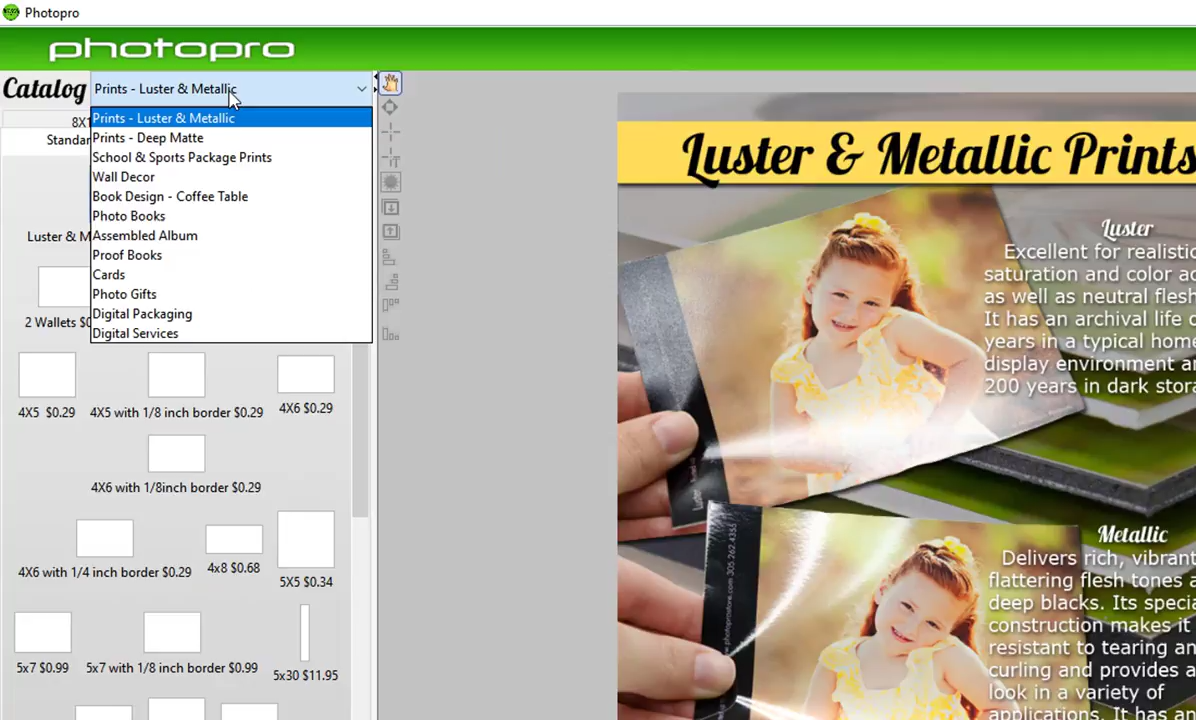 Photopro
photopro
Catalog
Prints - Luster & Metallic
Prints - Luster & Metallic
Prints - Deep Matte
School & Sports Package Prints
Wall Decor
Book Design - Coffee Table
Photo Books
Assembled Album
Proof Books
Cards
Photo Gifts
Digital Packaging
Digital Services
8X1
Standar
Luster & M
2 Wallets $0
4X5 $0.29
4X5 with 1/8 inch border $0.29
4X6 $0.29
4X6 with 1/8inch border $0.29
4X6 with 1/4 inch border $0.29
4x8 $0.68
5X5 $0.34
5x7 $0.99
5x7 with 1/8 inch border $0.99
5x30 $11.95
Luster & Metallic Prints
Luster
Excellent for realistic
saturation and color ac
as well as neutral flesh
It has an archival life o
years in a typical home
display environment an
200 years in dark stora
Metallic
Delivers rich, vibrant
flattering flesh tones a
deep blacks. Its specia
construction makes it
resistant to tearing an
curling and provides a
look in a variety of
applications. It has an